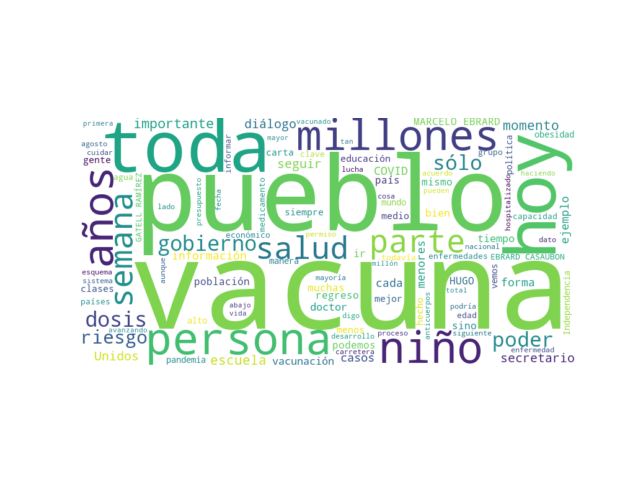 primera
importante
diálogo
vacunado
MARCELO EBRARD
momento
agosto
cuidar
toda
informar
mayor
millones
tan
grupo
política
obesidad
gente
carta
clave
educación
COVID
sólo
haciendo
hoy
agua
GATELL RAMÍREZ
seguir
lucha
país
mismo
acuerdo
pueden
hospitalizado
años
semana
presupuesto
fecha
medicamento
pueblo
cosa
mundo
siempre
medio
bien
capacidad
ejemplo
lado
permiso
económico
parte
tiempo
nacional
dato
gobierno
salud
información
manera
ir
todavía
menores
enfermedades
EBRARD CASAUBON
esquema
sistema
aunque
millón
vemos
forma
Independencia
clases
países
población
muchas
cada
HUGO
vacuna
regreso
mejor
hecho
anticuerpos
podría
abajo
vida
doctor
edad
dosis
alto
digo
menos
sino
siguiente
avanzando
persona
desarrollo
podemos
carretera
proceso
niño
poder
riesgo
Unidos
pandemia
escuela
vacunación
mayoría
casos
total
enfermedad
secretario